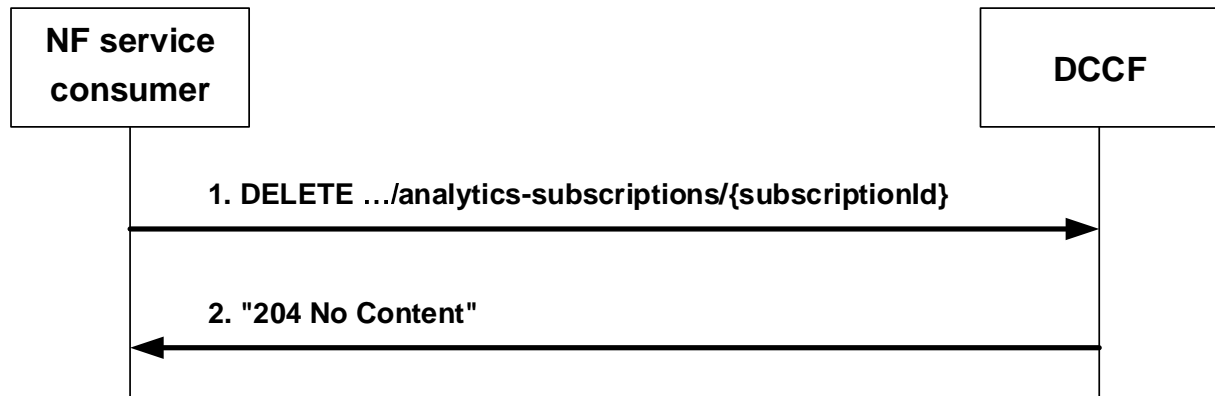 NF service
consumer
DCCF
1. DELETE …/analytics-subscriptions/{subscriptionId}
2. "204 No Content"